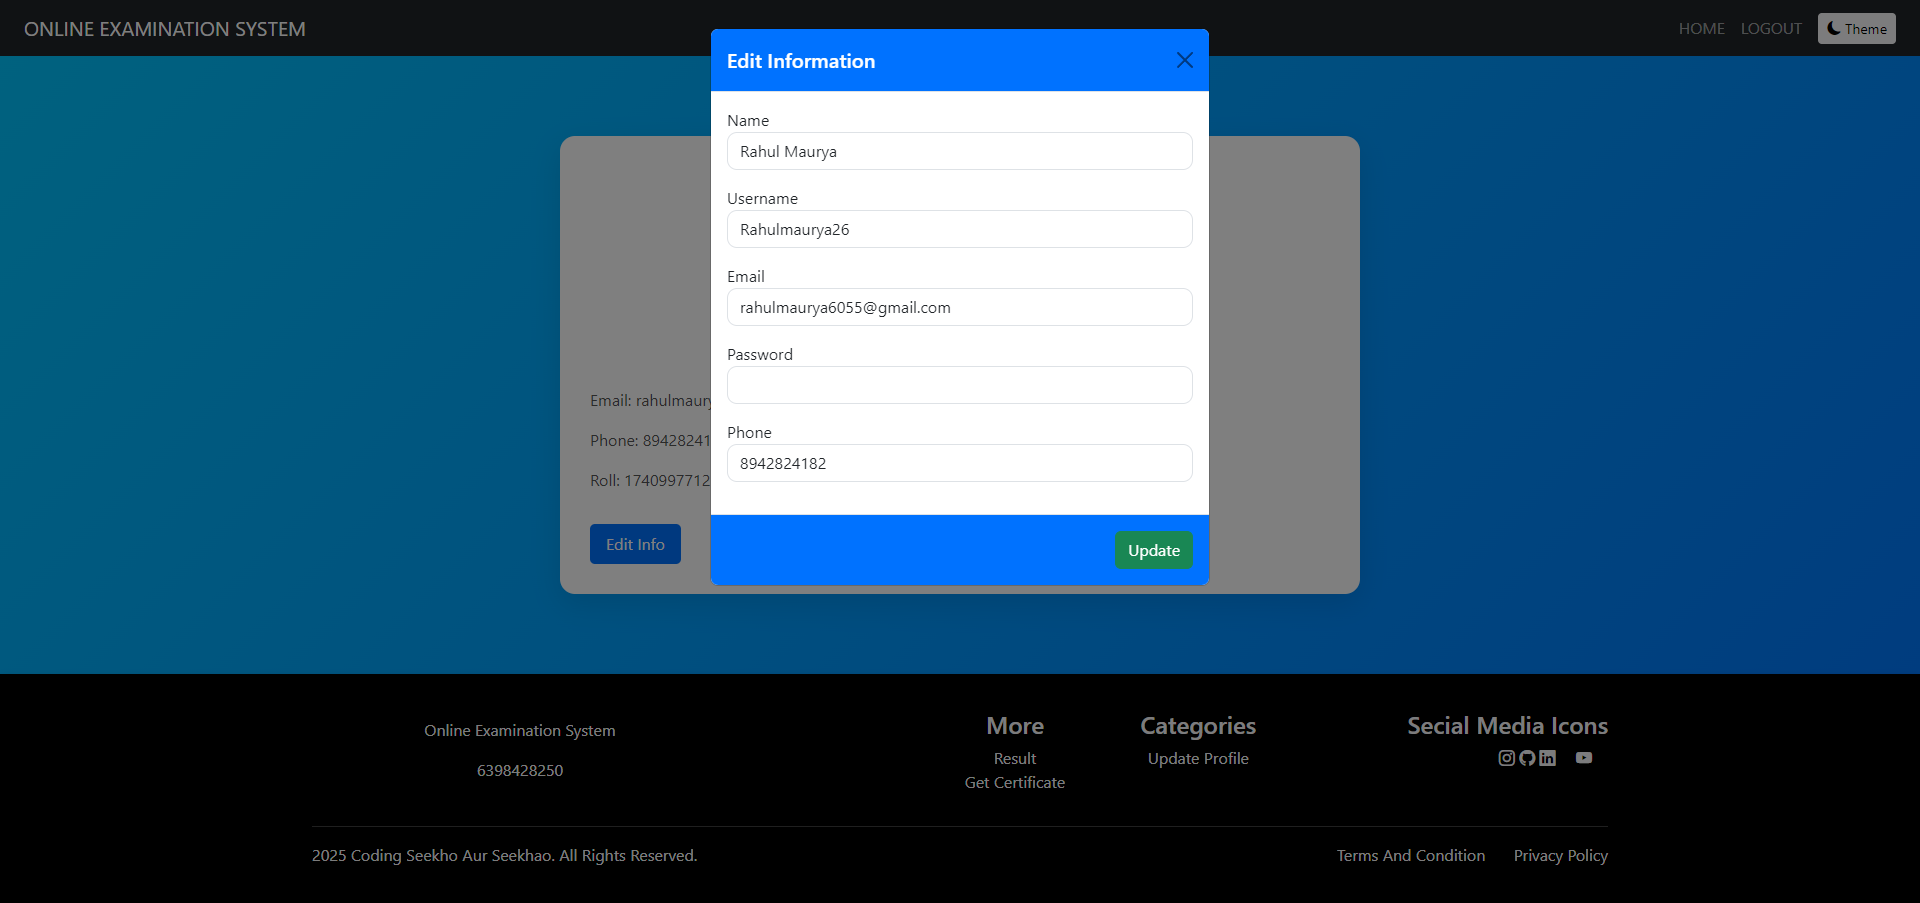 ONLINE EXAMINATION SYSTEM
HOME LOGOUT Theme
Edit Information
Name
Rahul Maurya
Username
Rahulmaurya26
Email
rahulmaurya6055@gmail.com
Password
Phone
8942824182
Update
Email: rahulmaury
Phone: 89428241
Roll: 1740997712
Edit Info
Online Examination System
6398428250
More
Result
Get Certificate
Categories
Update Profile
Secial Media Icons
2025 Coding Seekho Aur Seekhao. All Rights Reserved.
Terms And Condition Privacy Policy